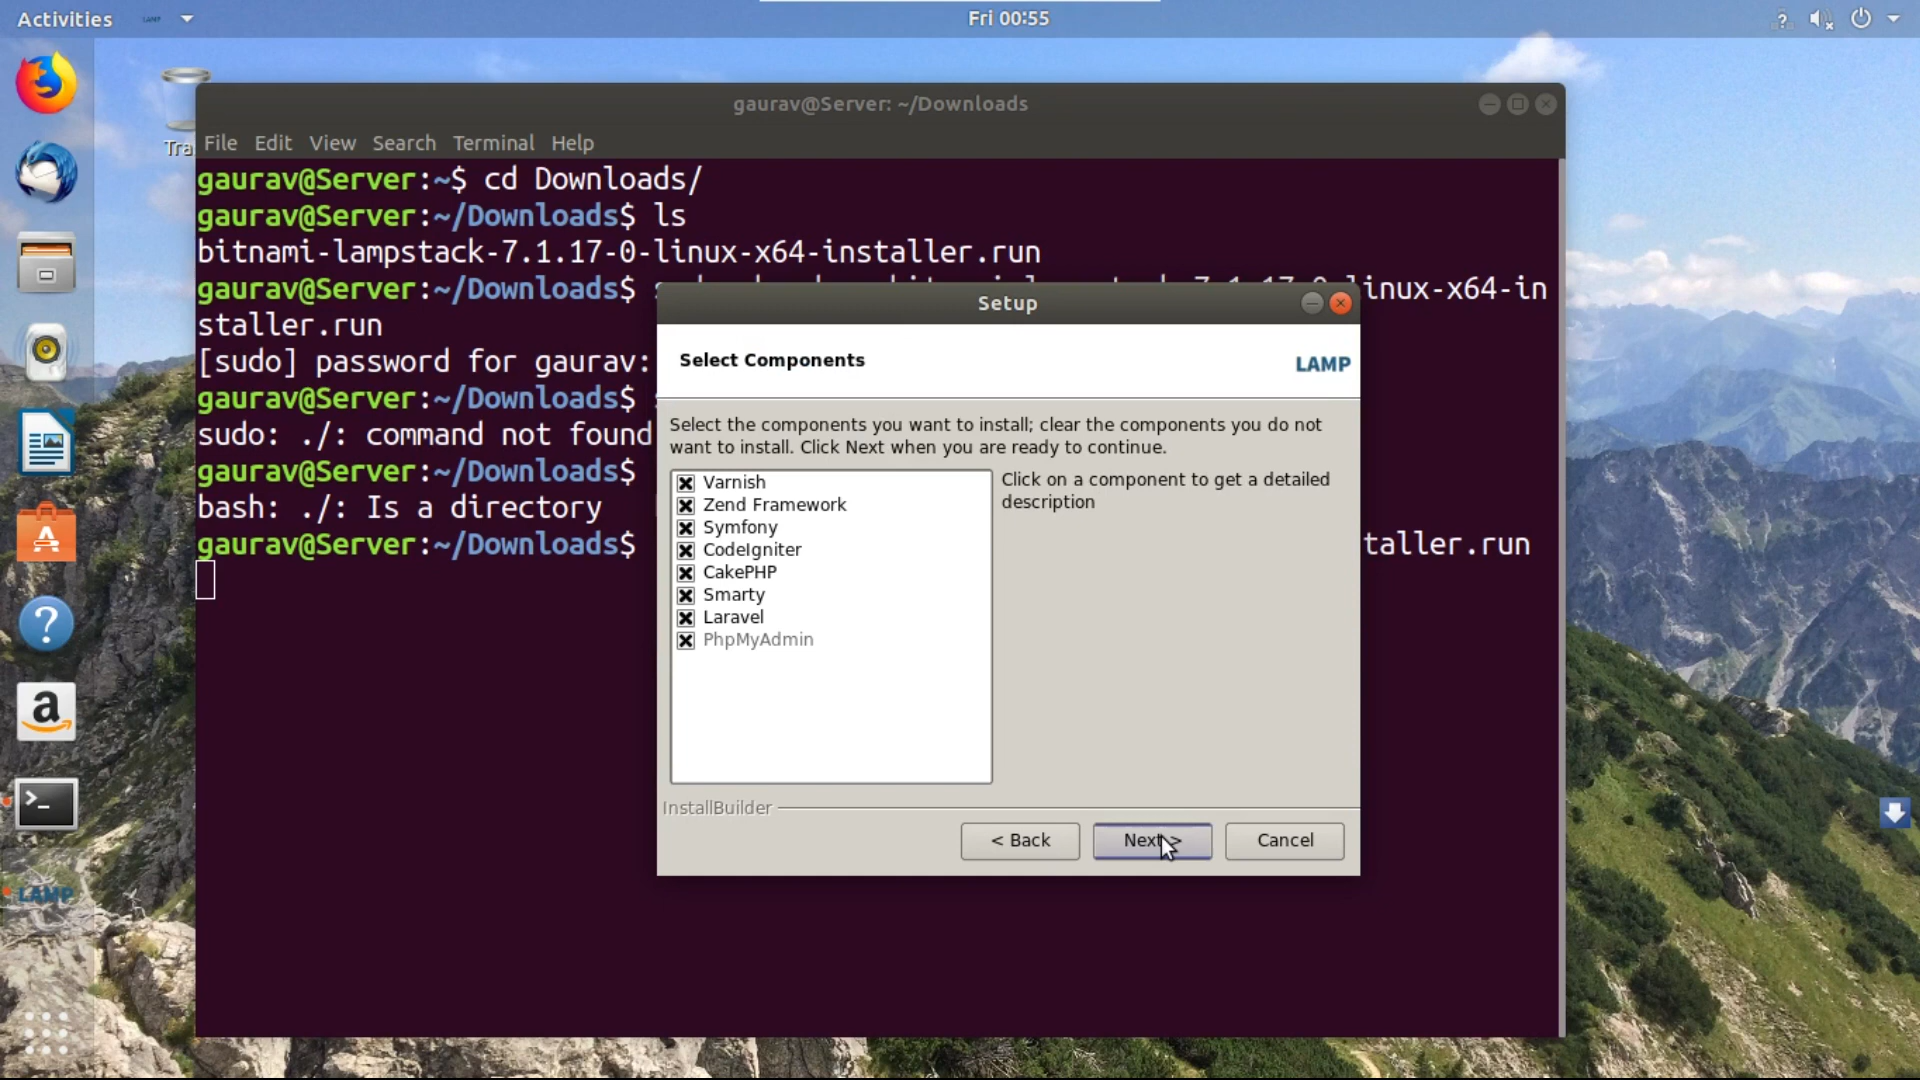 Activities
LAMP
Fri 00:55
?
Tra
gaurav@Server: ~/Downloads
File Edit View Search Terminal Help
gaurav@Server:~$ cd Downloads/
gaurav@Server:~/Downloads$ ls
bitnami-lampstack-7.1.17-0-linux-x64-installer.run
gaurav@Server:~/Downloads$ linux-x64-in
staller.run
[sudo] password for gaurav:
gaurav@Server:~/Downloads$
sudo: ./: command not found
gaurav@Server:~/Downloads$
bash: ./: Is a directory
gaurav@Server:~/Downloads$ taller.run
Setup
Select Components
LAMP
Select the components you want to install; clear the components you do not
want to install. Click Next when you are ready to continue.
Varnish
Zend Framework
Symfony
CodeIgniter
CakePHP
Smarty
Laravel
PhpMyAdmin
Click on a component to get a detailed
description
InstallBuilder
< Back
Next >
Cancel
?
a
>_
LAMP